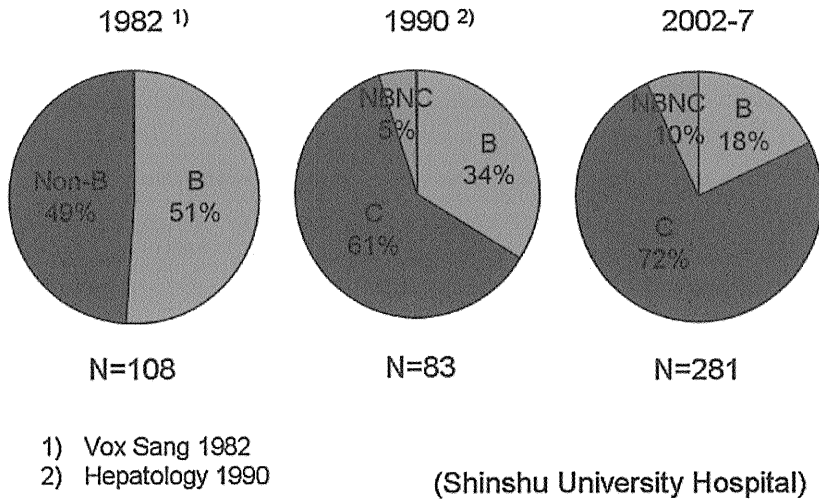 1982 1)
1990 2)
2002-7
Non-B
49%
B
51%
NBNC
5%
B
34%
C
61%
NBNC
10%
B
18%
C
72%
N=108
N=83
N=281
1) Vox Sang 1982
2) Hepatology 1990
(Shinshu University Hospital)